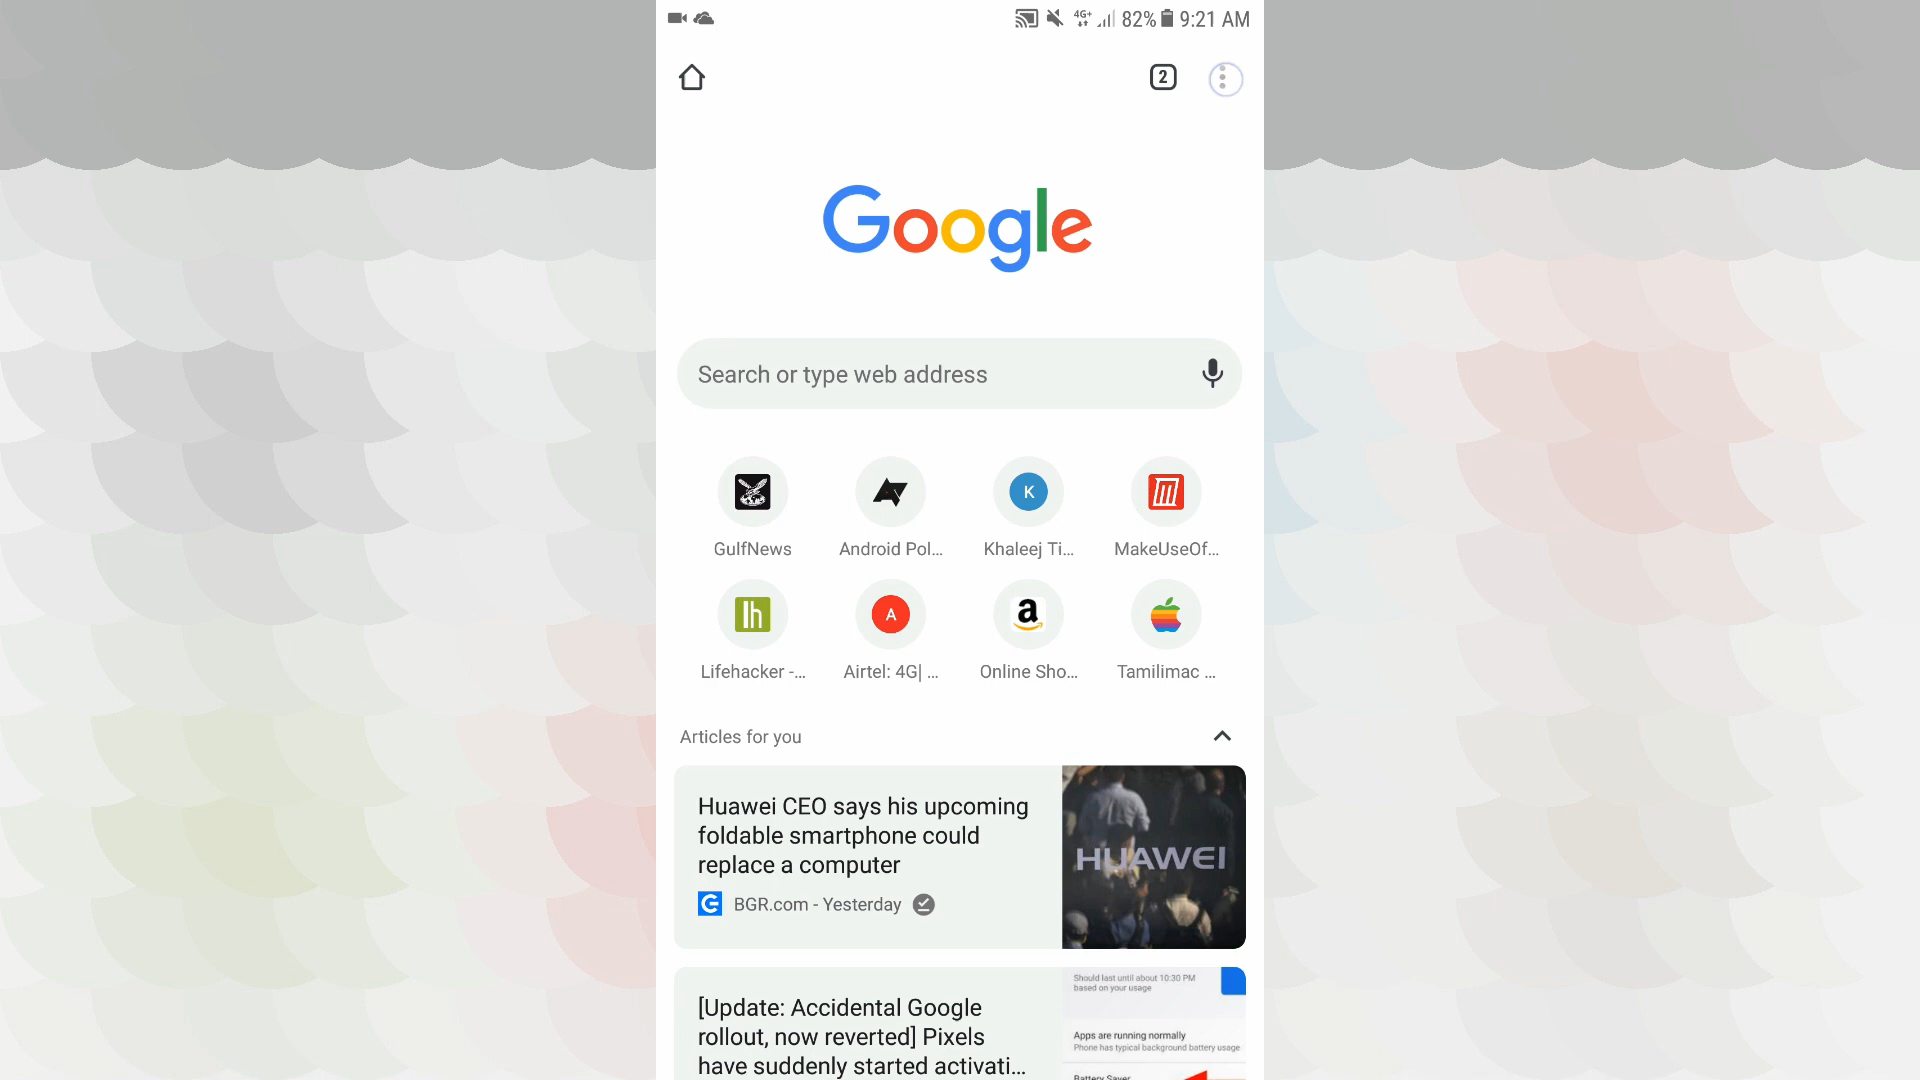 4G+ 82% 9:21 AM
2
Google
Search or type web address
K
GulfNews Android Pol... Khaleej Ti... MakeUseOf...
lh A a
Lifehacker -... Airtel: 4G| ... Online Sho... Tamilimac ...
Articles for you
Huawei CEO says his upcoming
foldable smartphone could
replace a computer
HUAWEI
BGR.com - Yesterday
[Update: Accidental Google
rollout, now reverted] Pixels
have suddenly started activati...
Should last until about 10:30 PM
based on your usage
Apps are running normally
Phone has typical background battery usage
Battery Saver